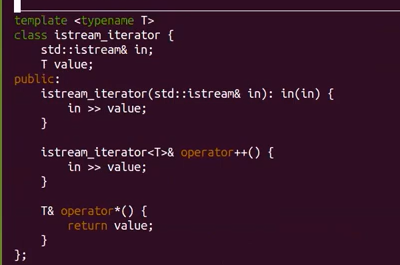 template <typename T>
class istream_iterator {
    std::istream& in;
    T value;
public:
    istream_iterator(std::istream& in): in(in) {
        in >> value;
    }

    istream_iterator<T>& operator++() {
        in >> value;
    }

    T& operator*() {
        return value;
    }
};